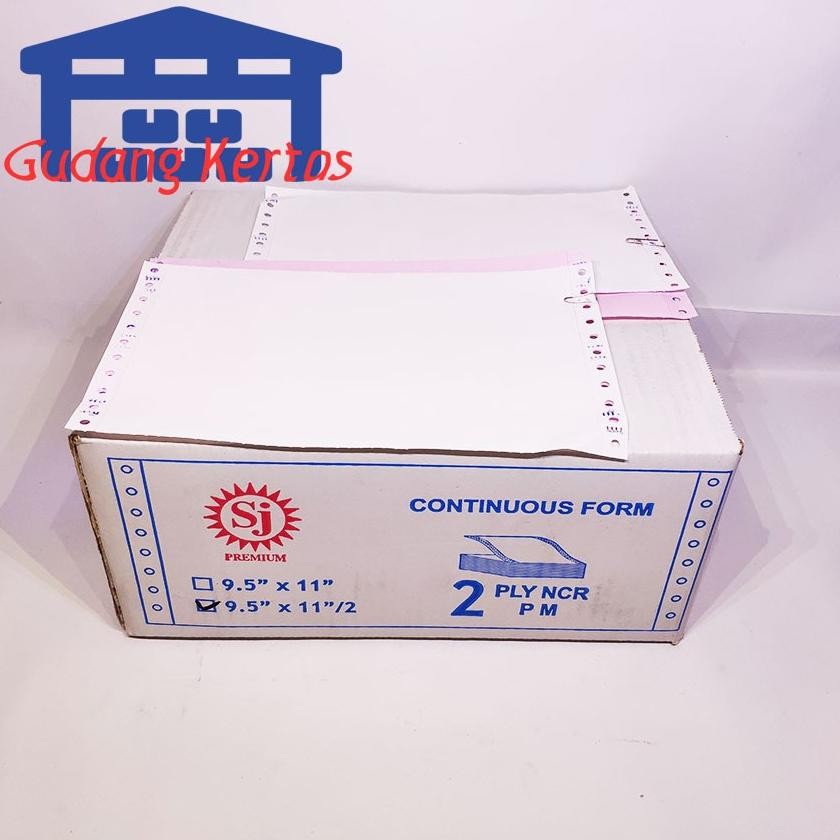 Gudang Kertas
Sj
PREMIUM
9.5” x 11”
9.5” x 11”/2
CONTINUOUS FORM
2 PLY NCR
P M